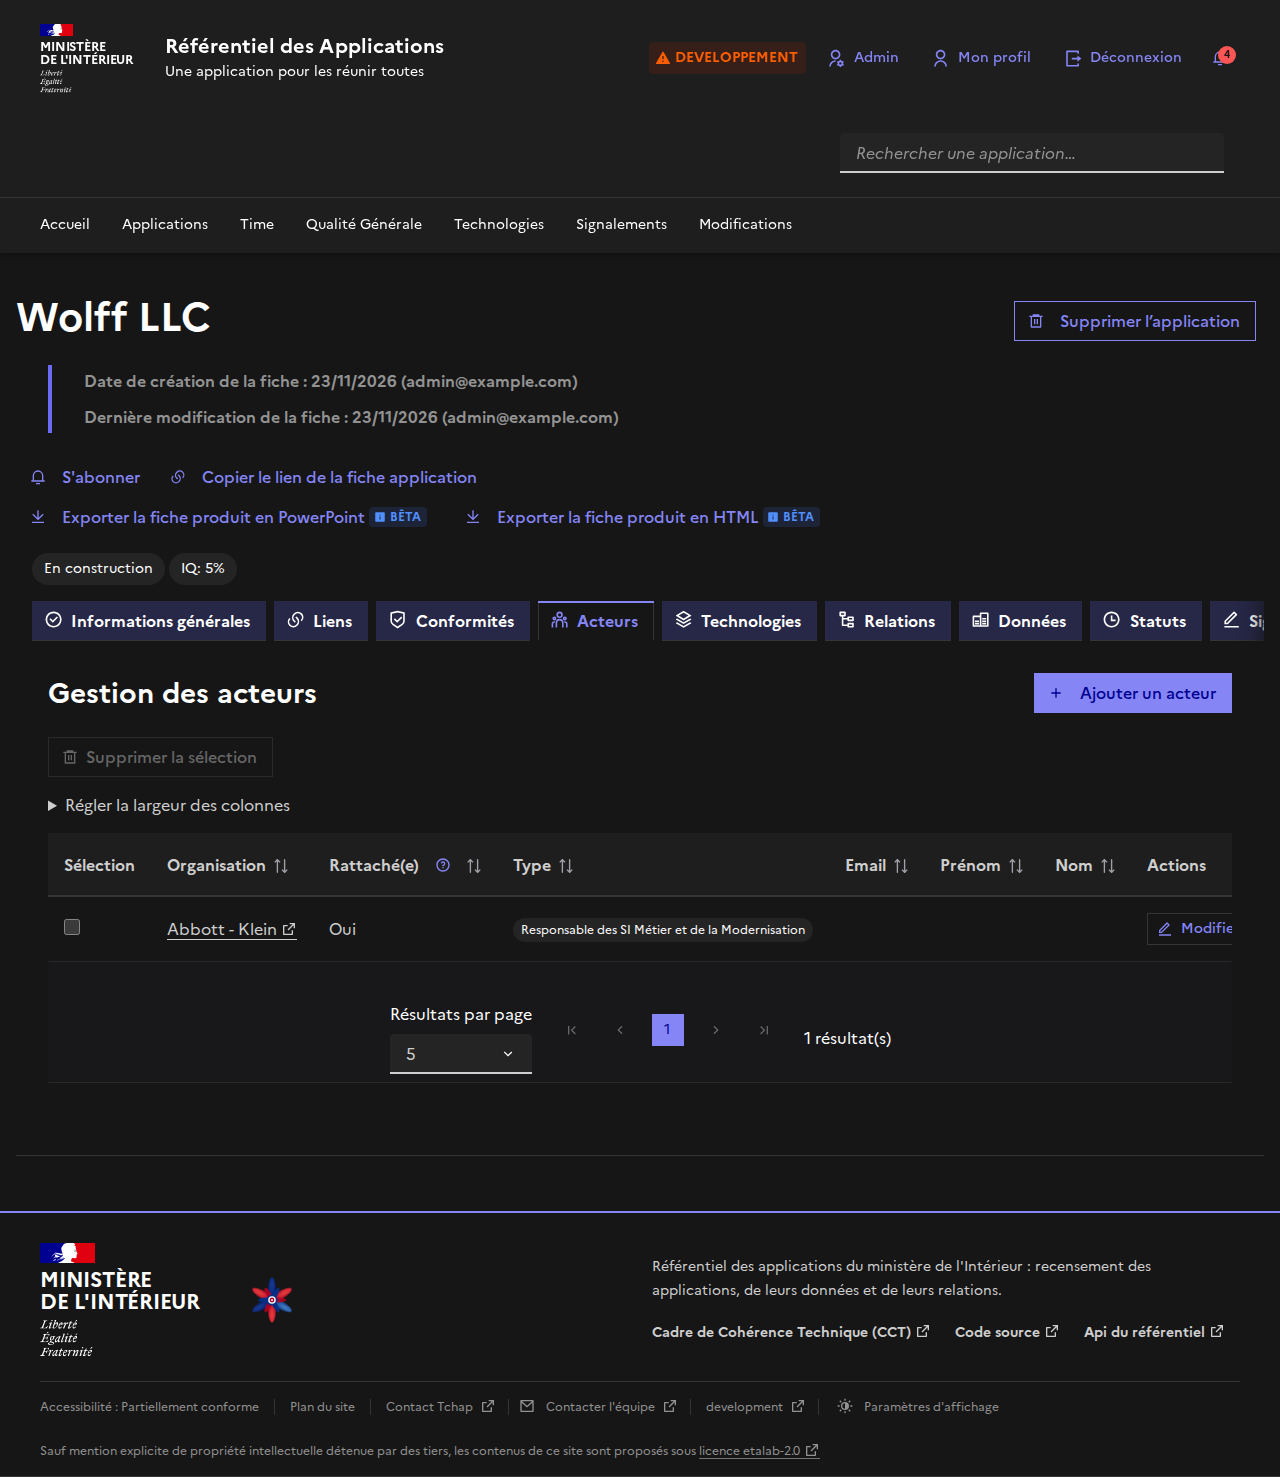 MINISTÈRE
DE L'INTÉRIEUR
Liberté
Égalité
Fraternité
Référentiel des Applications
Une application pour les réunir toutes
DEVELOPPEMENT
Admin
Mon profil
Déconnexion
4
Rechercher une application…
Accueil
Applications
Time
Qualité Générale
Technologies
Signalements
Modifications
Wolff LLC
Supprimer l’application
Date de création de la fiche : 23/11/2026 (admin@example.com)
Dernière modification de la fiche : 23/11/2026 (admin@example.com)
S'abonner
Copier le lien de la fiche application
Exporter la fiche produit en PowerPoint BÊTA
Exporter la fiche produit en HTML BÊTA
En construction
IQ: 5%
Informations générales
Liens
Conformités
Acteurs
Technologies
Relations
Données
Statuts
Gestion des acteurs
Ajouter un acteur
Supprimer la sélection
Régler la largeur des colonnes
Sélection
Organisation
Rattaché(e)
Type
Email
Prénom
Nom
Actions
Abbott - Klein
Oui
Responsable des SI Métier et de la Modernisation
Modifie
Résultats par page
5
1
1 résultat(s)
MINISTÈRE
DE L'INTÉRIEUR
Liberté
Égalité
Fraternité
Référentiel des applications du ministère de l'Intérieur : recensement des
applications, de leurs données et de leurs relations.
Cadre de Cohérence Technique (CCT)
Code source
Api du référentiel
Accessibilité : Partiellement conforme
Plan du site
Contact Tchap
Contacter l'équipe
development
Paramètres d'affichage
Sauf mention explicite de propriété intellectuelle détenue par des tiers, les contenus de ce site sont proposés sous licence etalab-2.0